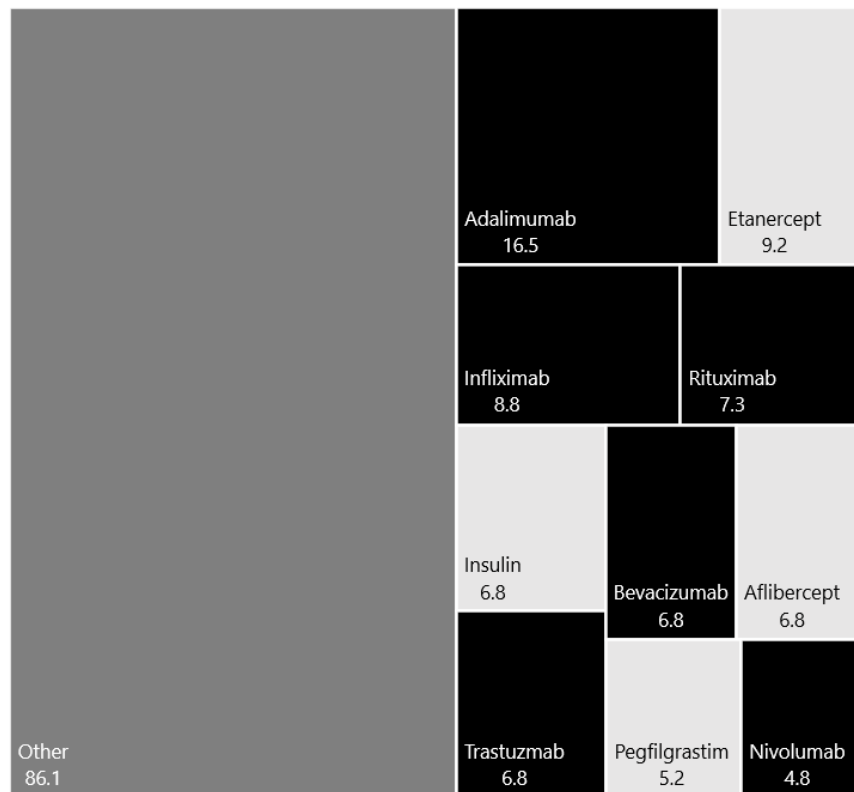 Adalimumab
16.5
Etanercept
9.2
Infliximab
8.8
Rituximab
7.3
Insulin
6.8
Bevacizumab
6.8
Aflibercept
6.8
Other
86.1
Trastuzmab
6.8
Pegfilgrastim
5.2
Nivolumab
4.8